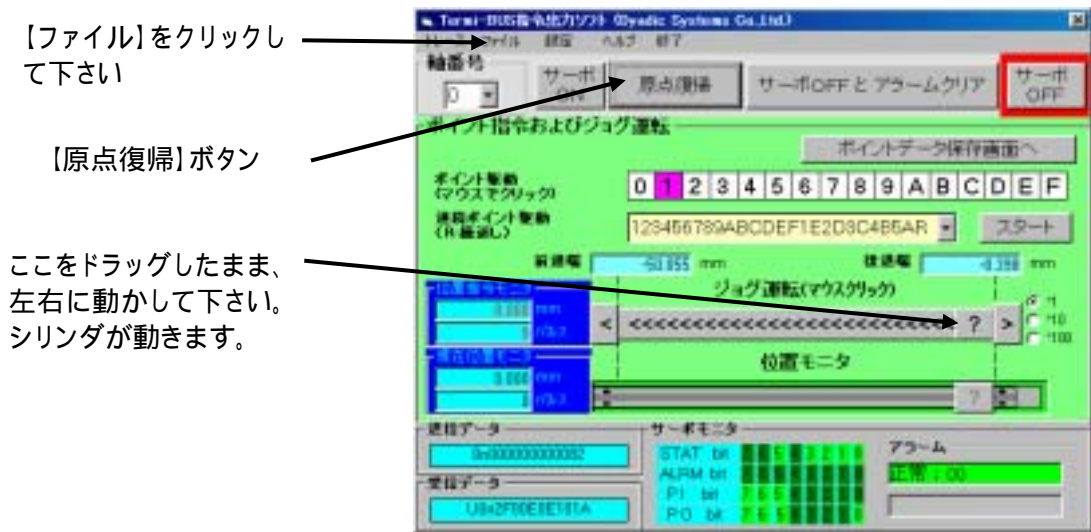 【ファイル】をクリックし
て下さい
【原点復帰】ボタン
ここをドラッグしたまま、
左右に動かして下さい。
シリンダが動きます。
Termi-BUS指令出力ソフト (Dyadic Systems Co.,Ltd.)
ヘルプ 終了
軸番号
0
サーボ
ON
原点復帰
サーボOFFと アラームクリア
サーボ
OFF
ポイント指令およびジョグ運転
ポイントデータ保存画面へ
ポイント駆動
(マウスでクリック)
0 1 2 3 4 5 6 7 8 9 A B C D E F
連続ポイント駆動
(R:繰返し)
123456789ABCDEF1E2D3C4B5AR
スタート
前進端 mm
後退端 mm
ジョグ運転(マウスクリック)
< <<<<<<<<<<<<<<<<<<<<<<<<<< ? >
*1
*10
*100
位置モニタ
?
送信データ
サーボモニタ
STAT bit
ALRM bit
PI bit
PO bit
アラーム
正常 : 00
受信データ